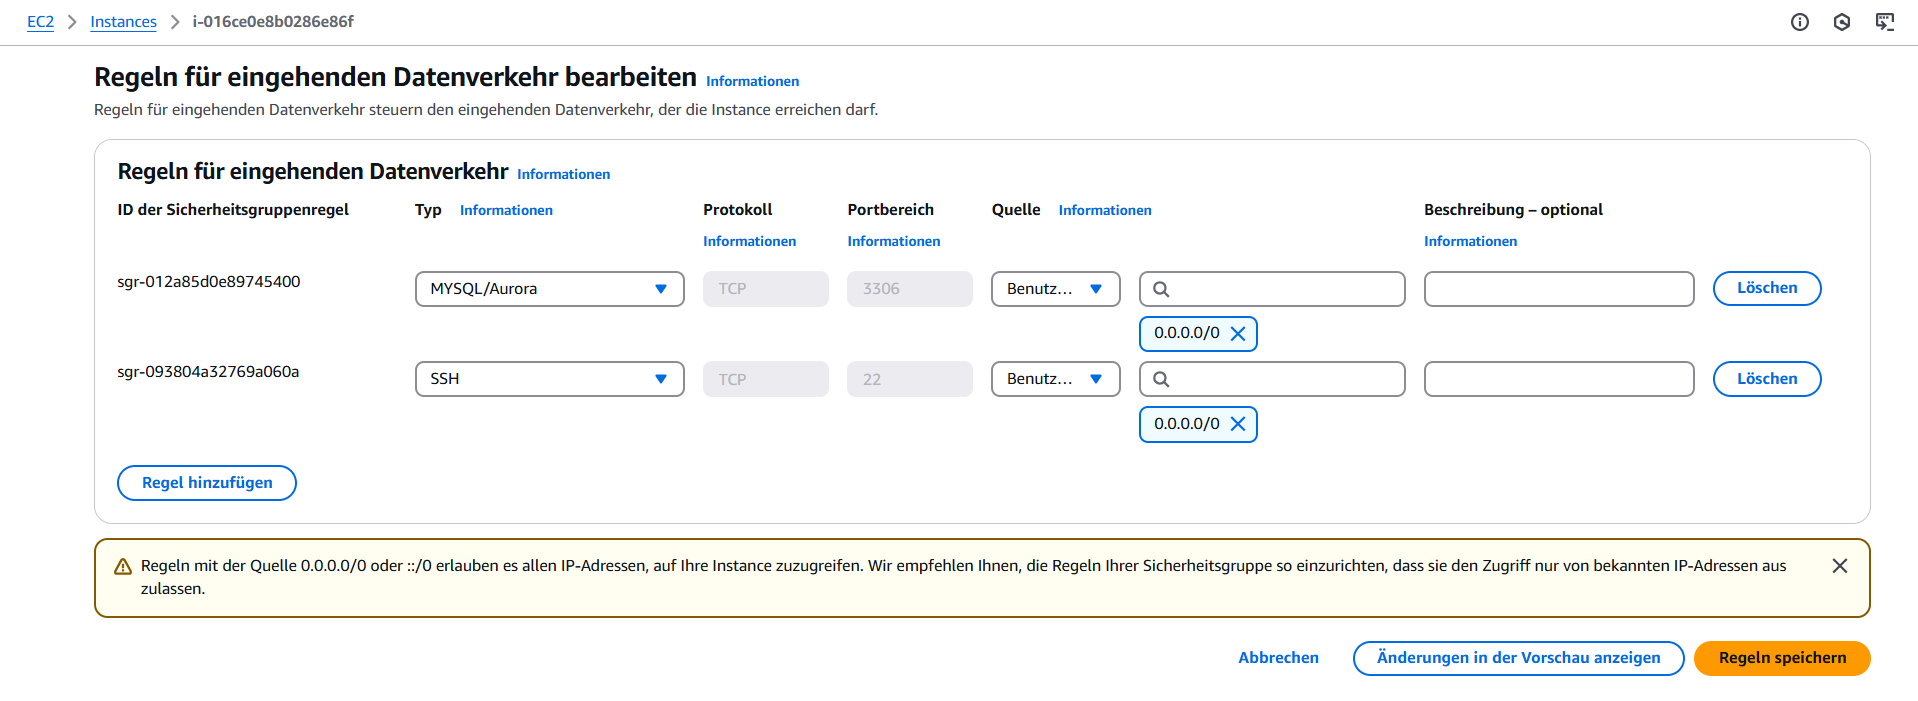 EC2 > Instances > i-016ce0e8b0286e86f
Regeln für eingehenden Datenverkehr bearbeiten Informationen
Regeln für eingehenden Datenverkehr steuern den eingehenden Datenverkehr, der die Instance erreichen darf.
Regeln für eingehenden Datenverkehr Informationen
ID der Sicherheitsgruppenregel Typ Informationen Protokoll Portbereich Quelle Informationen Beschreibung – optional
Informationen Informationen Informationen
sgr-012a85d0e89745400 MYSQL/Aurora TCP 3306 Benutz... Löschen
0.0.0.0/0
sgr-093804a32769a060a SSH TCP 22 Benutz... Löschen
0.0.0.0/0
Regel hinzufügen
Regeln mit der Quelle 0.0.0.0/0 oder ::/0 erlauben es allen IP-Adressen, auf Ihre Instance zuzugreifen. Wir empfehlen Ihnen, die Regeln Ihrer Sicherheitsgruppe so einzurichten, dass sie den Zugriff nur von bekannten IP-Adressen aus
zulassen.
Abbrechen Änderungen in der Vorschau anzeigen Regeln speichern